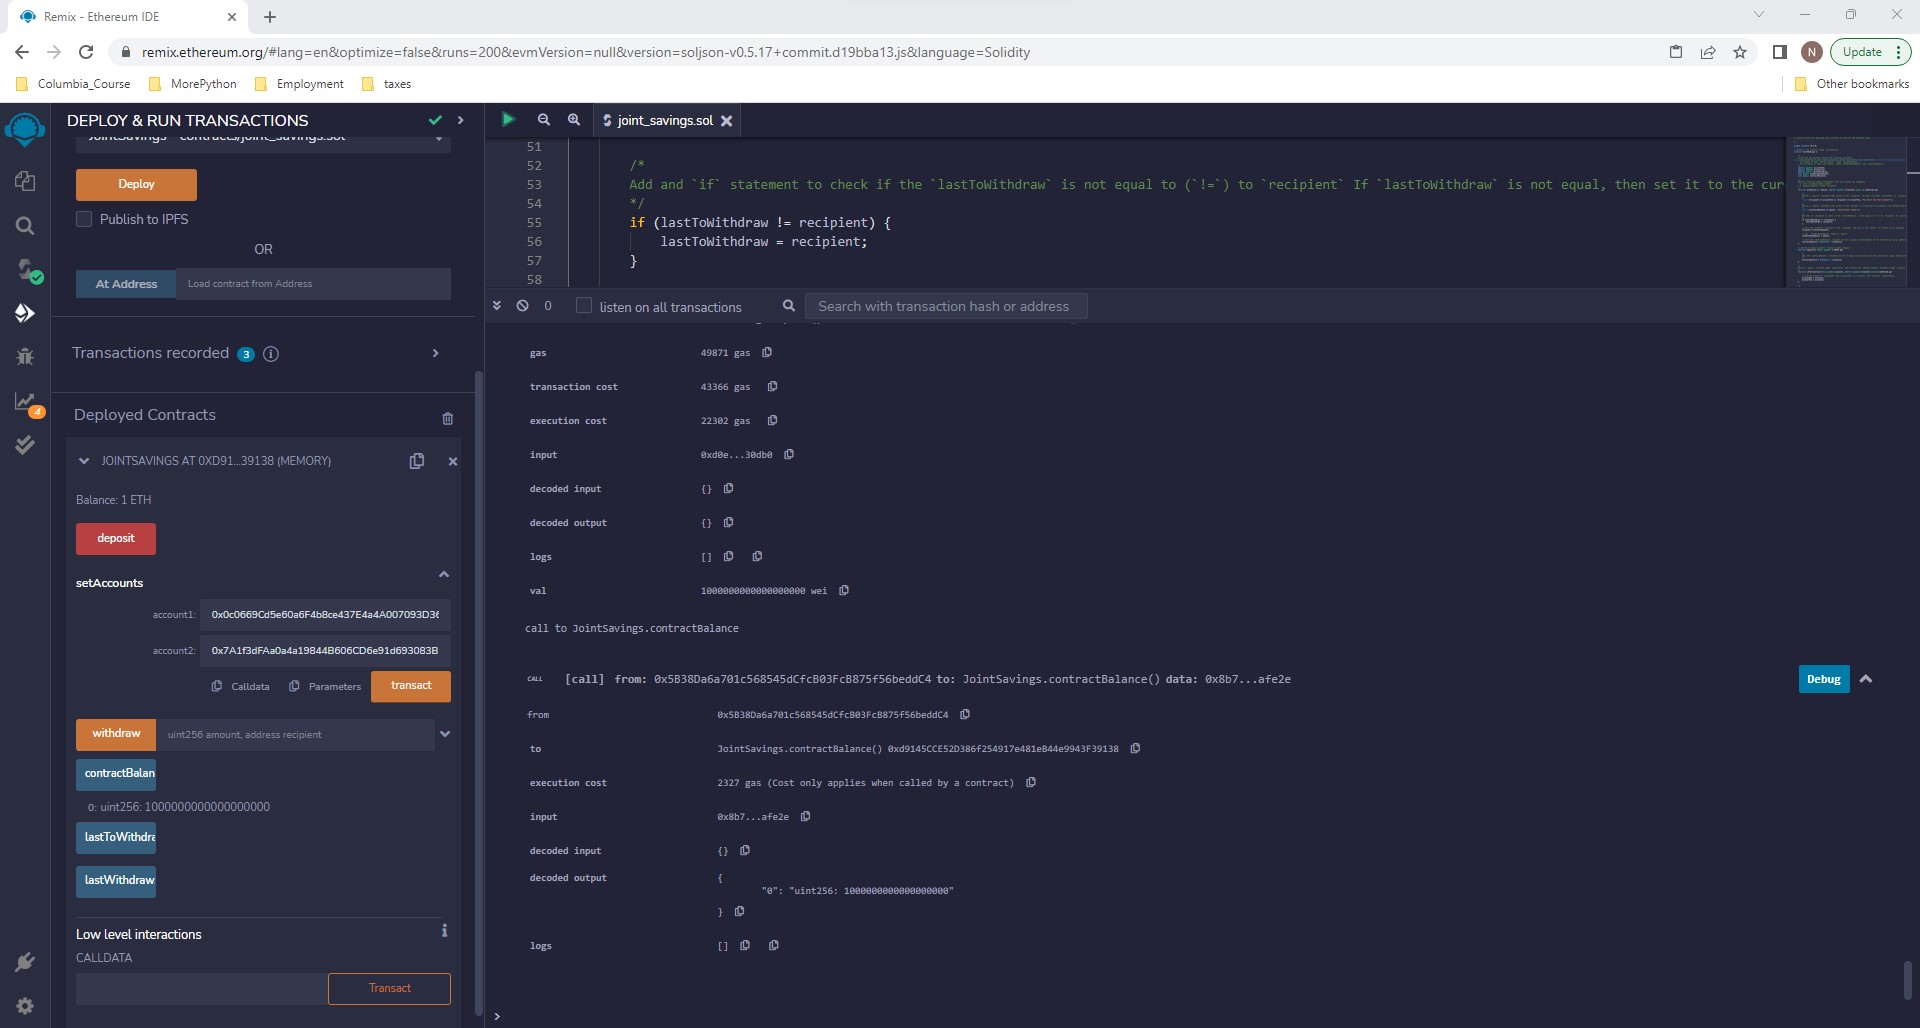 Remix - Ethereum IDE
remix.ethereum.org/#lang=en&optimize=false&runs=200&evmVersion=null&version=soljson-v0.5.17+commit.d19bba13.js&language=Solidity
N
Update
Columbia_Course
MorePython
Employment
taxes
Other bookmarks
DEPLOY & RUN TRANSACTIONS
JointSavings - contracts/joint_savings.sol
Deploy
Publish to IPFS
OR
At Address
Load contract from Address
Transactions recorded 3
4
Deployed Contracts
JOINTSAVINGS AT 0XD91...39138 (MEMORY)
Balance: 1 ETH
deposit
setAccounts
account1: 0x0c0669Cd5e60a6F4b8ce437E4a4A007093D36
account2: 0x7A1f3dFAa0a4a19844B606CD6e91d693083B
Calldata
Parameters
transact
withdraw
uint256 amount, address recipient
contractBalan
0: uint256: 1000000000000000000
lastToWithdra
lastWithdraw
Low level interactions
CALLDATA
Transact
joint_savings.sol
51
52 /*
53 Add and `if` statement to check if the `lastToWithdraw` is not equal to (`!=`) to `recipient` If `lastToWithdraw` is not equal, then set it to the cur
54 */
55 if (lastToWithdraw != recipient) {
56 lastToWithdraw = recipient;
57 }
58
0
listen on all transactions
Search with transaction hash or address
gas 49871 gas
transaction cost 43366 gas
execution cost 22302 gas
input 0xd0e...30db0
decoded input {}
decoded output {}
logs []
val 1000000000000000000 wei
call to JointSavings.contractBalance
CALL [call] from: 0x5B38Da6a701c568545dCfcB03FcB875f56beddC4 to: JointSavings.contractBalance() data: 0x8b7...afe2e
Debug
from 0x5B38Da6a701c568545dCfcB03FcB875f56beddC4
to JointSavings.contractBalance() 0xd9145CCE52D386f254917e481eB44e9943F39138
execution cost 2327 gas (Cost only applies when called by a contract)
input 0x8b7...afe2e
decoded input {}
decoded output {
"0": "uint256: 1000000000000000000"
}
logs []
>